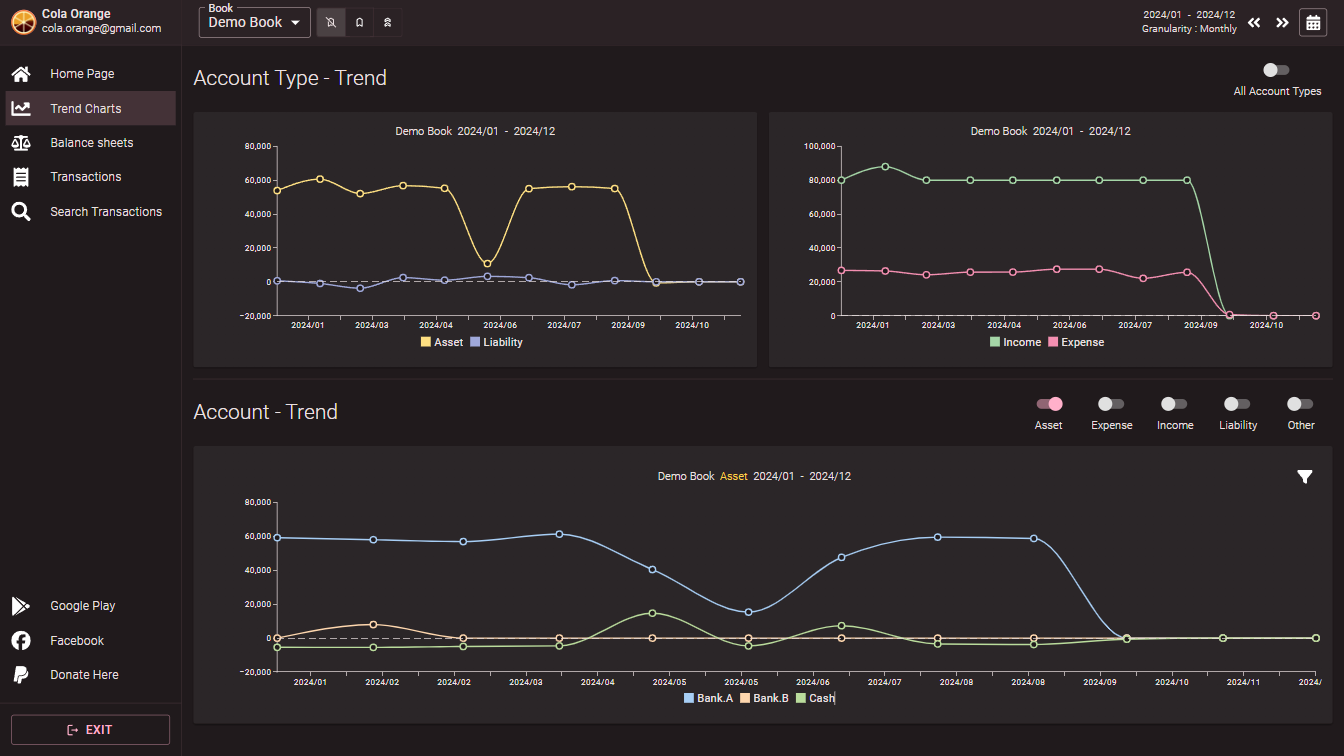 Cola Orange
cola.orange@gmail.com
Book
Demo Book
2024/01 - 2024/12
Granularity : Monthly
Home Page
Trend Charts
Balance sheets
Transactions
Search Transactions
Google Play
Facebook
Donate Here
EXIT
Account Type - Trend
All Account Types
Demo Book 2024/01 - 2024/12
80,000
60,000
40,000
20,000
0
−20,000
2024/01 2024/03 2024/04 2024/06 2024/07 2024/09 2024/10
Asset Liability
Demo Book 2024/01 - 2024/12
100,000
80,000
60,000
40,000
20,000
0
2024/01 2024/03 2024/04 2024/06 2024/07 2024/09 2024/10
Income Expense
Account - Trend
Asset Expense Income Liability Other
Demo Book Asset 2024/01 - 2024/12
80,000
60,000
40,000
20,000
0
−20,000
2024/01 2024/02 2024/02 2024/03 2024/04 2024/05 2024/05 2024/06 2024/07 2024/08 2024/08 2024/09 2024/10 2024/11 2024/
Bank.A Bank.B Cash